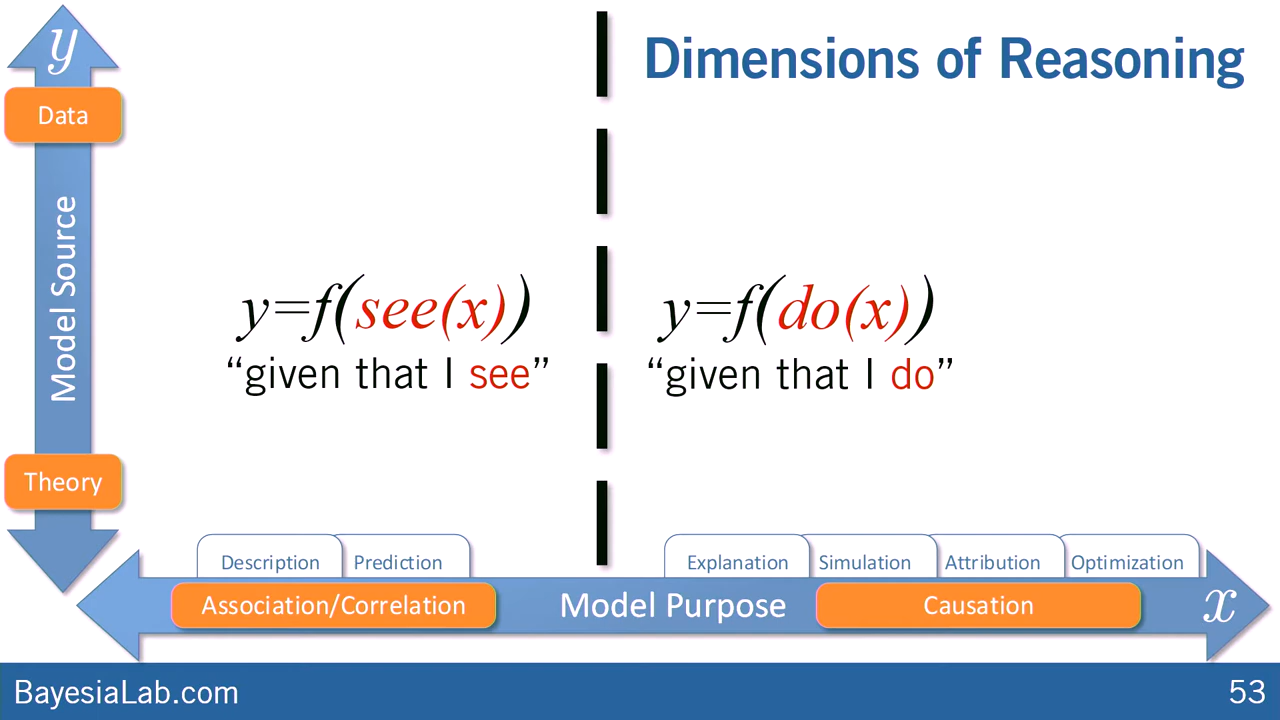 Dimensions of Reasoning
y
Data
Model Source
Theory
y=f(see(x))
“given that I see”
y=f(do(x))
“given that I do”
Description
Prediction
Explanation
Simulation
Attribution
Optimization
Association/Correlation
Model Purpose
Causation
x
BayesiaLab.com
53